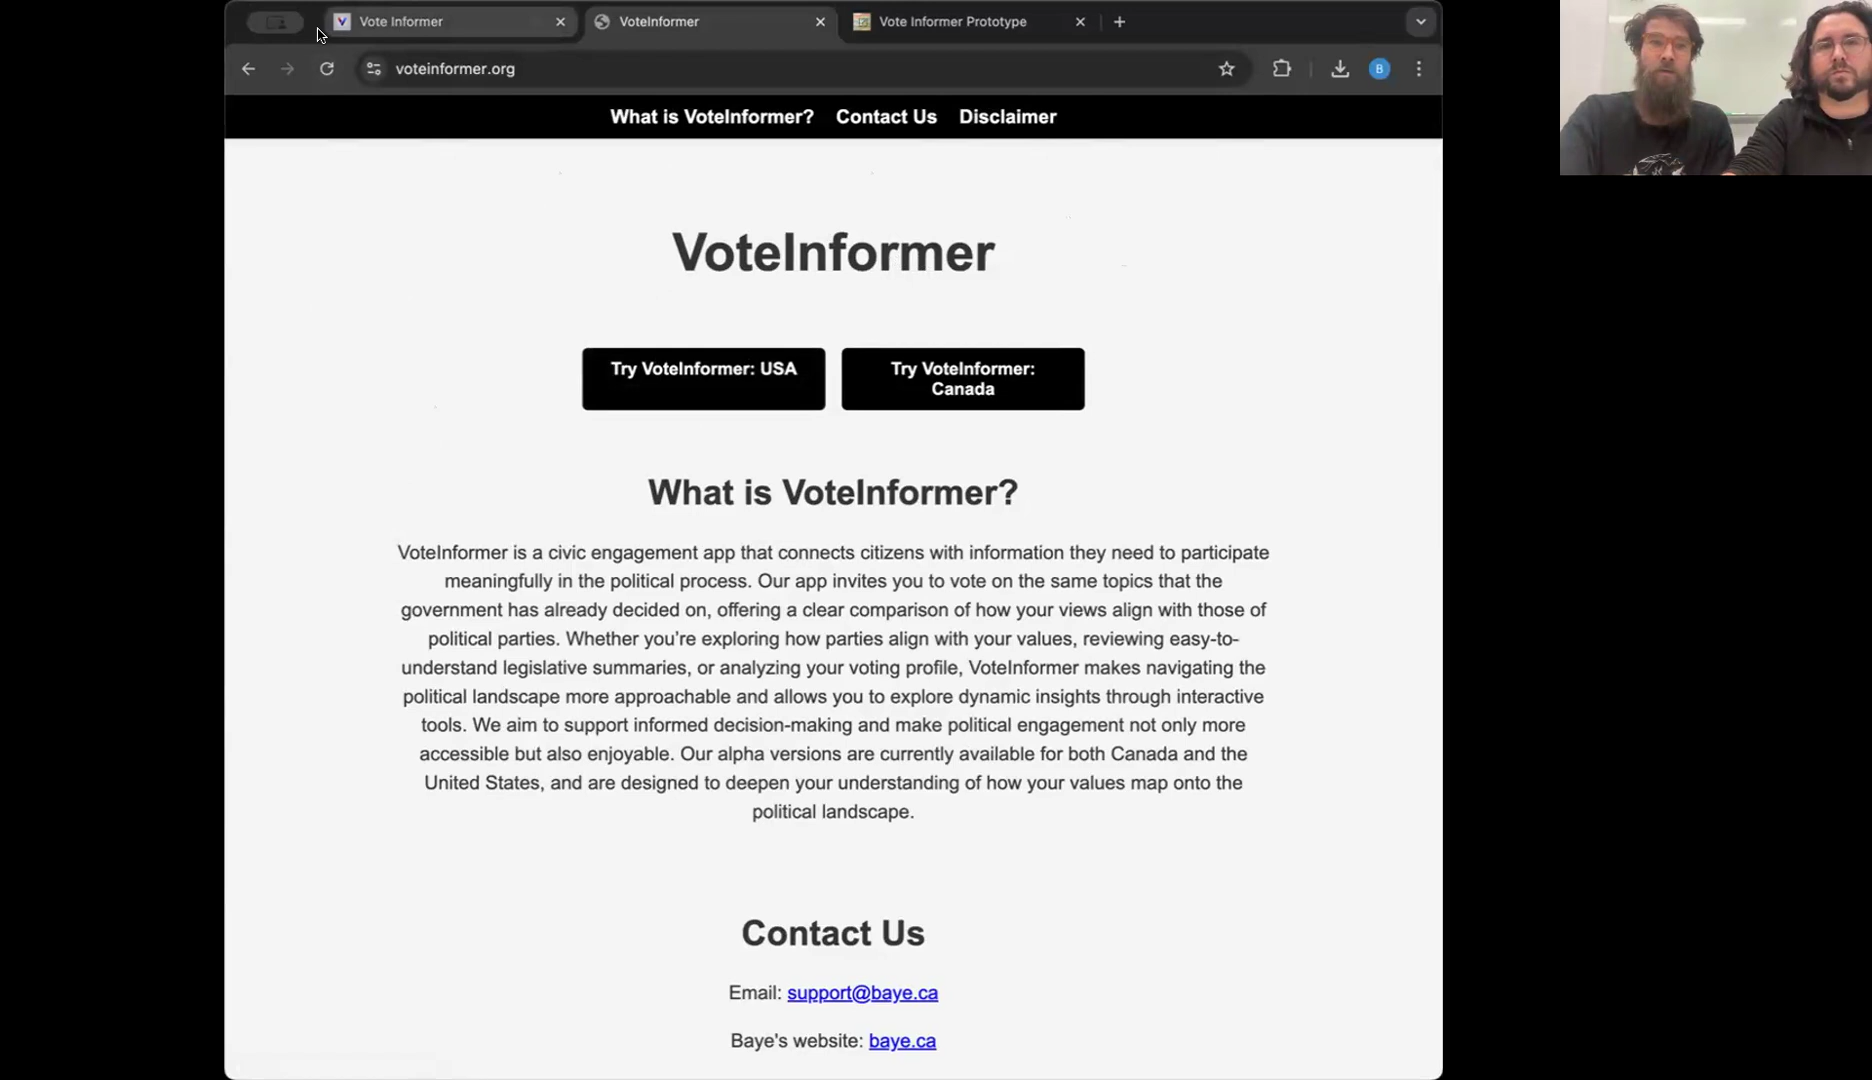 Vote Informer
VoteInformer
Vote Informer Prototype
voteinformer.org
B
What is VoteInformer? Contact Us Disclaimer
VoteInformer
Try VoteInformer: USA
Try VoteInformer:
Canada
What is VoteInformer?
VoteInformer is a civic engagement app that connects citizens with information they need to participate
meaningfully in the political process. Our app invites you to vote on the same topics that the
government has already decided on, offering a clear comparison of how your views align with those of
political parties. Whether you’re exploring how parties align with your values, reviewing easy-to-
understand legislative summaries, or analyzing your voting profile, VoteInformer makes navigating the
political landscape more approachable and allows you to explore dynamic insights through interactive
tools. We aim to support informed decision-making and make political engagement not only more
accessible but also enjoyable. Our alpha versions are currently available for both Canada and the
United States, and are designed to deepen your understanding of how your values map onto the
political landscape.
Contact Us
Email: support@baye.ca
Baye's website: baye.ca